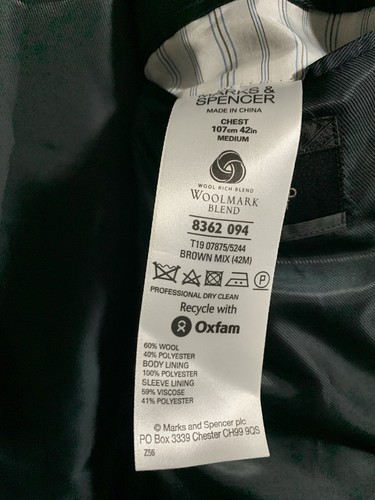 MARKS &
SPENCER
MADE IN CHINA
CHEST
107cm 42in
MEDIUM
WOOL RICH BLEND
WOOLMARK
BLEND
8362 094
T19 07875/5244
BROWN MIX (42M)
P
PROFESSIONAL DRY CLEAN
Recycle with
Oxfam
60% WOOL
40% POLYESTER
BODY LINING
100% POLYESTER
SLEEVE LINING
59% VISCOSE
41% POLYESTER
© Marks and Spencer plc
PO Box 3339 Chester CH99 9QS
Z56
P